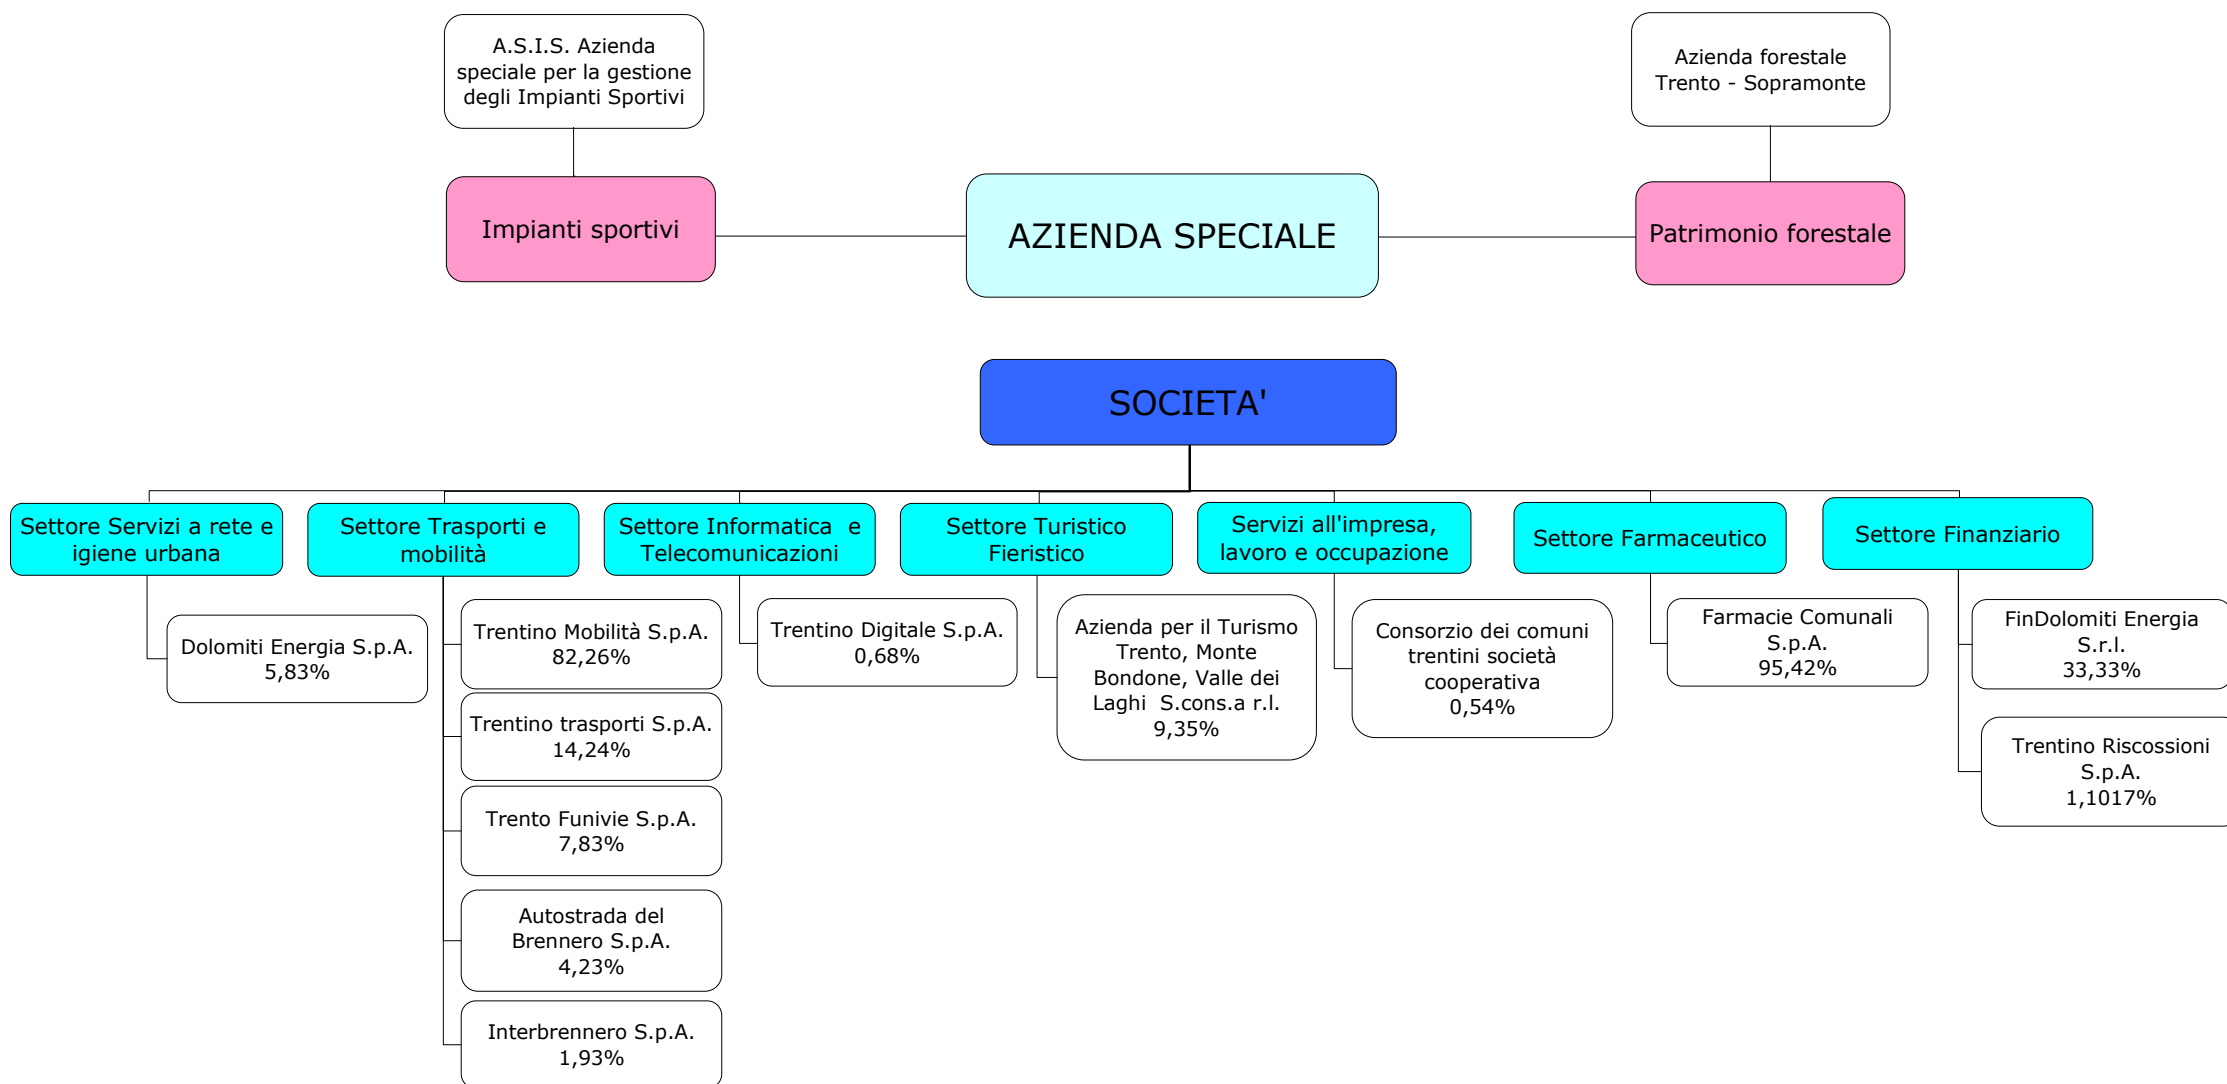 A.S.I.S. Azienda
speciale per la gestione
degli Impianti Sportivi
Azienda forestale
Trento - Sopramonte
Impianti sportivi
AZIENDA SPECIALE
Patrimonio forestale
SOCIETA'
Settore Servizi a rete e
igiene urbana
Settore Trasporti e
mobilità
Settore Informatica e
Telecomunicazioni
Settore Turistico
Fieristico
Servizi all'impresa,
lavoro e occupazione
Settore Farmaceutico
Settore Finanziario
Dolomiti Energia S.p.A.
5,83%
Trentino Mobilità S.p.A.
82,26%
Trentino trasporti S.p.A.
14,24%
Trento Funivie S.p.A.
7,83%
Autostrada del
Brennero S.p.A.
4,23%
Interbrennero S.p.A.
1,93%
Trentino Digitale S.p.A.
0,68%
Azienda per il Turismo
Trento, Monte
Bondone, Valle dei
Laghi S.cons.a r.l.
9,35%
Consorzio dei comuni
trentini società
cooperativa
0,54%
Farmacie Comunali
S.p.A.
95,42%
FinDolomiti Energia
S.r.l.
33,33%
Trentino Riscossioni
S.p.A.
1,1017%